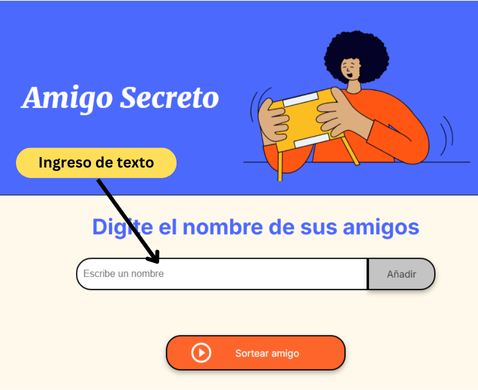 Amigo Secreto
Ingreso de texto
Digite el nombre de sus amigos
Escribe un nombre
Añadir
Sortear amigo